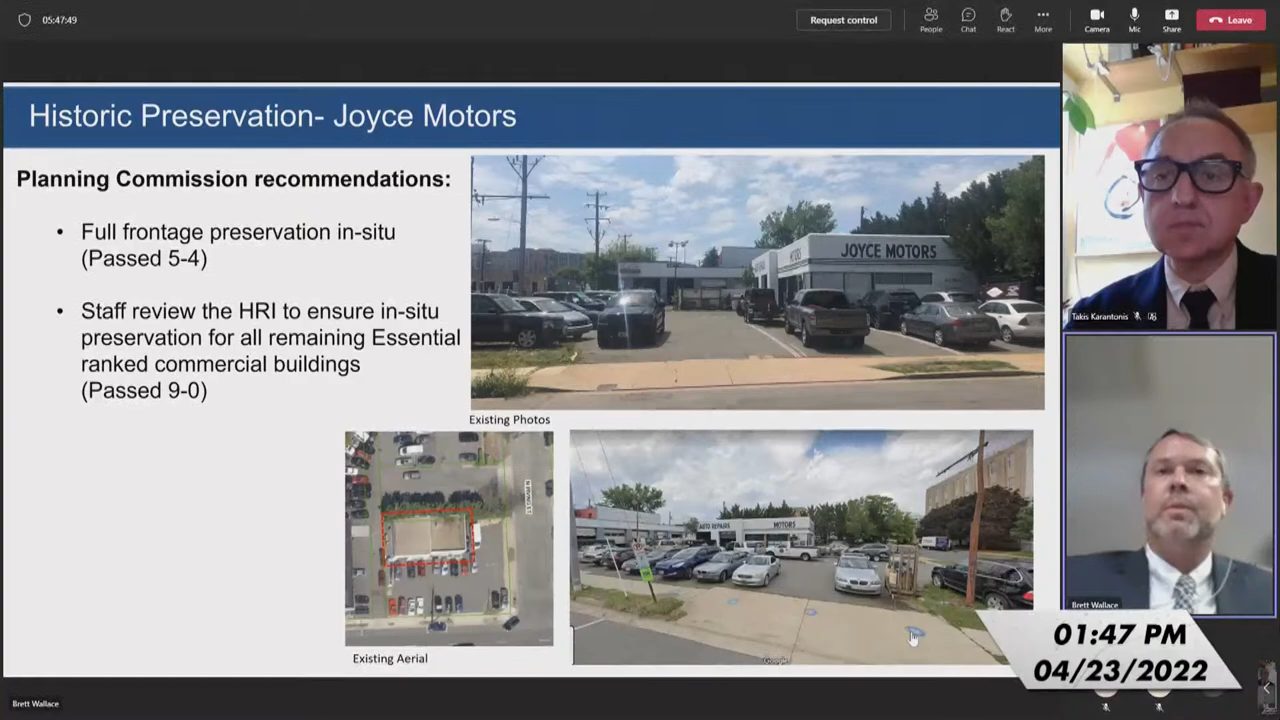 05:47:49
Request control
People
Chat
React
More
Camera
Mic
Share
Leave
Historic Preservation- Joyce Motors
Planning Commission recommendations:
• Full frontage preservation in-situ
(Passed 5-4)
• Staff review the HRI to ensure in-situ
preservation for all remaining Essential
ranked commercial buildings
(Passed 9-0)
JOYCE MOTORS
Existing Photos
AUTO REPAIRS
MOTORS
Google
Existing Aerial
Takis Karantonis
Brett Wallace
01:47 PM
04/23/2022
Brett Wallace